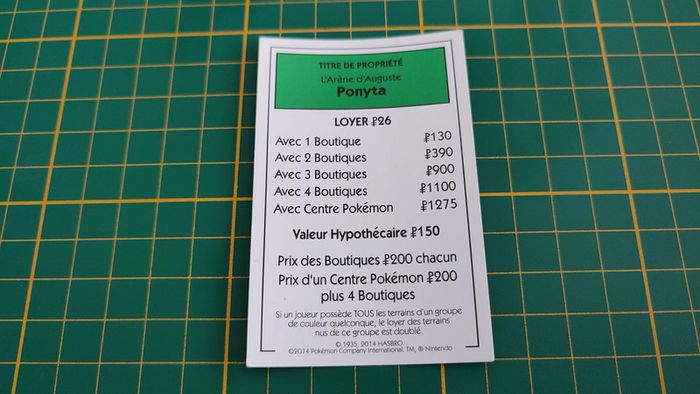 TITRE DE PROPRIÉTÉ
L'Arène d'Auguste
Ponyta
LOYER ₽26
Avec 1 Boutique ₽130
Avec 2 Boutiques ₽390
Avec 3 Boutiques ₽900
Avec 4 Boutiques ₽1100
Avec Centre Pokémon ₽1275
Valeur Hypothécaire ₽150
Prix des Boutiques ₽200 chacun
Prix d'un Centre Pokémon ₽200
plus 4 Boutiques
Si un joueur possède TOUS les terrains d'un groupe
de couleur quelconque, le loyer des terrains
nus de ce groupe est doublé.
© 1935, 2014 HASBRO.
©2014 Pokémon Company International. TM, ® Nintendo